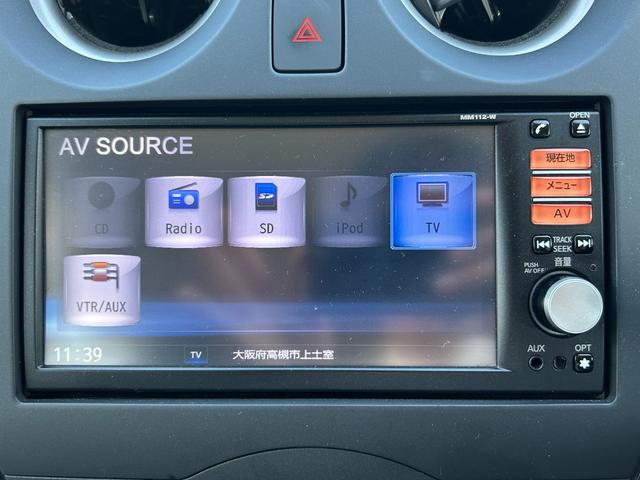 MM112-W
OPEN
AV SOURCE
CD
Radio
SD
iPod
TV
VTR/AUX
11:39
TV
大阪府高槻市上土室
現在地
メニュー
AV
TRACK
SEEK
音量
PUSH
AV OFF
AUX
OPT